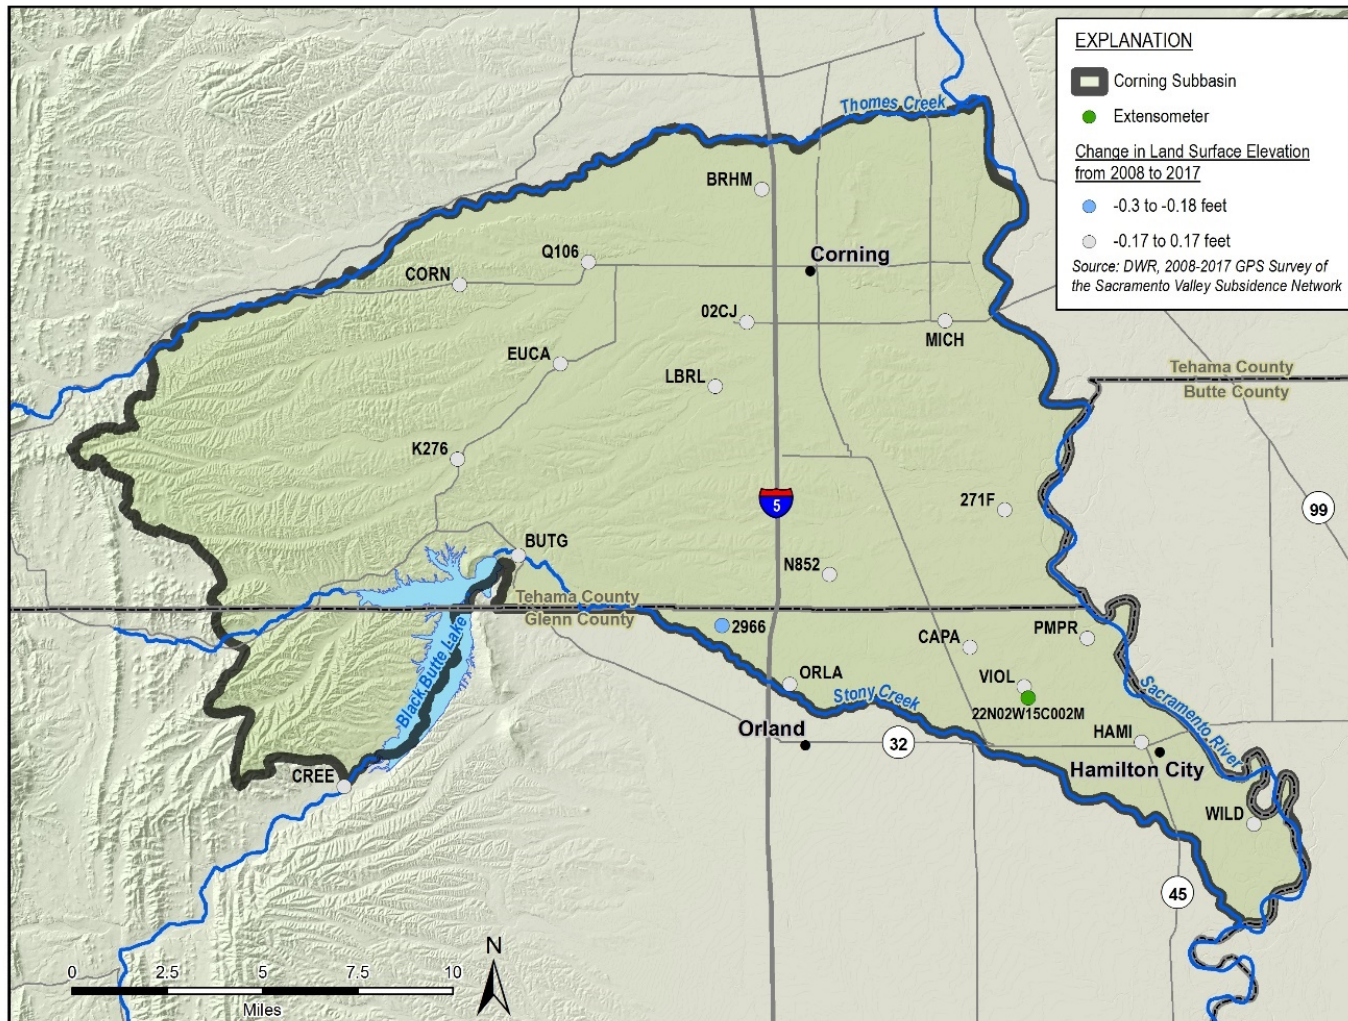 EXPLANATION
Corning Subbasin
Extensometer
Change in Land Surface Elevation
from 2008 to 2017
-0.3 to -0.18 feet
-0.17 to 0.17 feet
Source: DWR, 2008-2017 GPS Survey of
the Sacramento Valley Subsidence Network
Thomes Creek
BRHM
Q106
Corning
CORN
02CJ
MICH
EUCA
LBRL
Tehama County
Butte County
K276
5
271F
99
BUTG
N852
Tehama County
Glenn County
2966
CAPA
PMPR
Black Butte Lake
ORLA
VIOL
Stony Creek
22N02W15C002M
Sacramento River
Orland
32
HAMI
Hamilton City
CREE
WILD
45
N
0 2.5 5 7.5 10
Miles